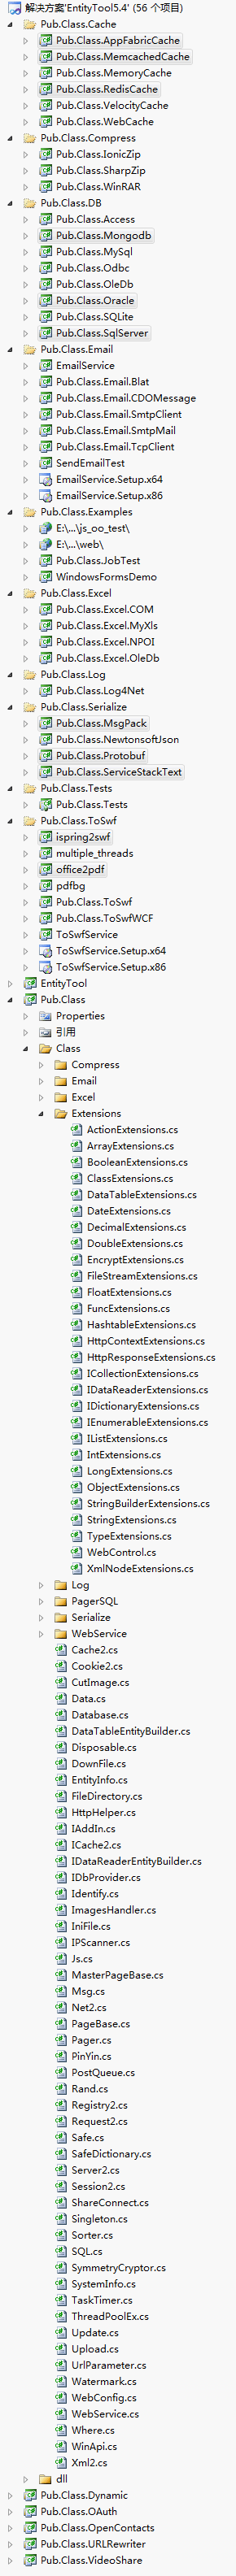 解决方案'EntityTool5.4' (56 个项目)
Pub.Class.Cache
Pub.Class.AppFabricCache
Pub.Class.MemcachedCache
Pub.Class.MemoryCache
Pub.Class.RedisCache
Pub.Class.VelocityCache
Pub.Class.WebCache
Pub.Class.Compress
Pub.Class.IonicZip
Pub.Class.SharpZip
Pub.Class.WinRAR
Pub.Class.DB
Pub.Class.Access
Pub.Class.Mongodb
Pub.Class.MySql
Pub.Class.Odbc
Pub.Class.OleDb
Pub.Class.Oracle
Pub.Class.SQLite
Pub.Class.SqlServer
Pub.Class.Email
EmailService
Pub.Class.Email.Blat
Pub.Class.Email.CDOMessage
Pub.Class.Email.SmtpClient
Pub.Class.Email.SmtpMail
Pub.Class.Email.TcpClient
SendEmailTest
EmailService.Setup.x64
EmailService.Setup.x86
Pub.Class.Examples
E:\...\js_oo_test\
E:\...\web\
Pub.Class.JobTest
WindowsFormsDemo
Pub.Class.Excel
Pub.Class.Excel.COM
Pub.Class.Excel.MyXls
Pub.Class.Excel.NPOI
Pub.Class.Excel.OleDb
Pub.Class.Log
Pub.Class.Log4Net
Pub.Class.Serialize
Pub.Class.MsgPack
Pub.Class.NewtonsoftJson
Pub.Class.Protobuf
Pub.Class.ServiceStackText
Pub.Class.Tests
Pub.Class.Tests
Pub.Class.ToSwf
ispring2swf
multiple_threads
office2pdf
pdfbg
Pub.Class.ToSwf
Pub.Class.ToSwfWCF
ToSwfService
ToSwfService.Setup.x64
ToSwfService.Setup.x86
EntityTool
Pub.Class
Properties
引用
Class
Compress
Email
Excel
Extensions
ActionExtensions.cs
ArrayExtensions.cs
BooleanExtensions.cs
ClassExtensions.cs
DataTableExtensions.cs
DateExtensions.cs
DecimalExtensions.cs
DoubleExtensions.cs
EncryptExtensions.cs
FileStreamExtensions.cs
FloatExtensions.cs
FuncExtensions.cs
HashtableExtensions.cs
HttpContextExtensions.cs
HttpResponseExtensions.cs
ICollectionExtensions.cs
IDataReaderExtensions.cs
IDictionaryExtensions.cs
IEnumerableExtensions.cs
IListExtensions.cs
IntExtensions.cs
LongExtensions.cs
ObjectExtensions.cs
StringBuilderExtensions.cs
StringExtensions.cs
TypeExtensions.cs
WebControl.cs
XmlNodeExtensions.cs
Log
PagerSQL
Serialize
WebService
Cache2.cs
Cookie2.cs
CutImage.cs
Data.cs
Database.cs
DataTableEntityBuilder.cs
Disposable.cs
DownFile.cs
EntityInfo.cs
FileDirectory.cs
HttpHelper.cs
IAddIn.cs
ICache2.cs
IDataReaderEntityBuilder.cs
IDbProvider.cs
Identify.cs
ImagesHandler.cs
IniFile.cs
IPScanner.cs
Js.cs
MasterPageBase.cs
Msg.cs
Net2.cs
PageBase.cs
Pager.cs
PinYin.cs
PostQueue.cs
Rand.cs
Registry2.cs
Request2.cs
Safe.cs
SafeDictionary.cs
Server2.cs
Session2.cs
ShareConnect.cs
Singleton.cs
Sorter.cs
SQL.cs
SymmetryCryptor.cs
SystemInfo.cs
TaskTimer.cs
ThreadPoolEx.cs
Update.cs
Upload.cs
UrlParameter.cs
Watermark.cs
WebConfig.cs
WebService.cs
Where.cs
WinApi.cs
Xml2.cs
dll
Pub.Class.Dynamic
Pub.Class.OAuth
Pub.Class.OpenContacts
Pub.Class.URLRewriter
Pub.Class.VideoShare